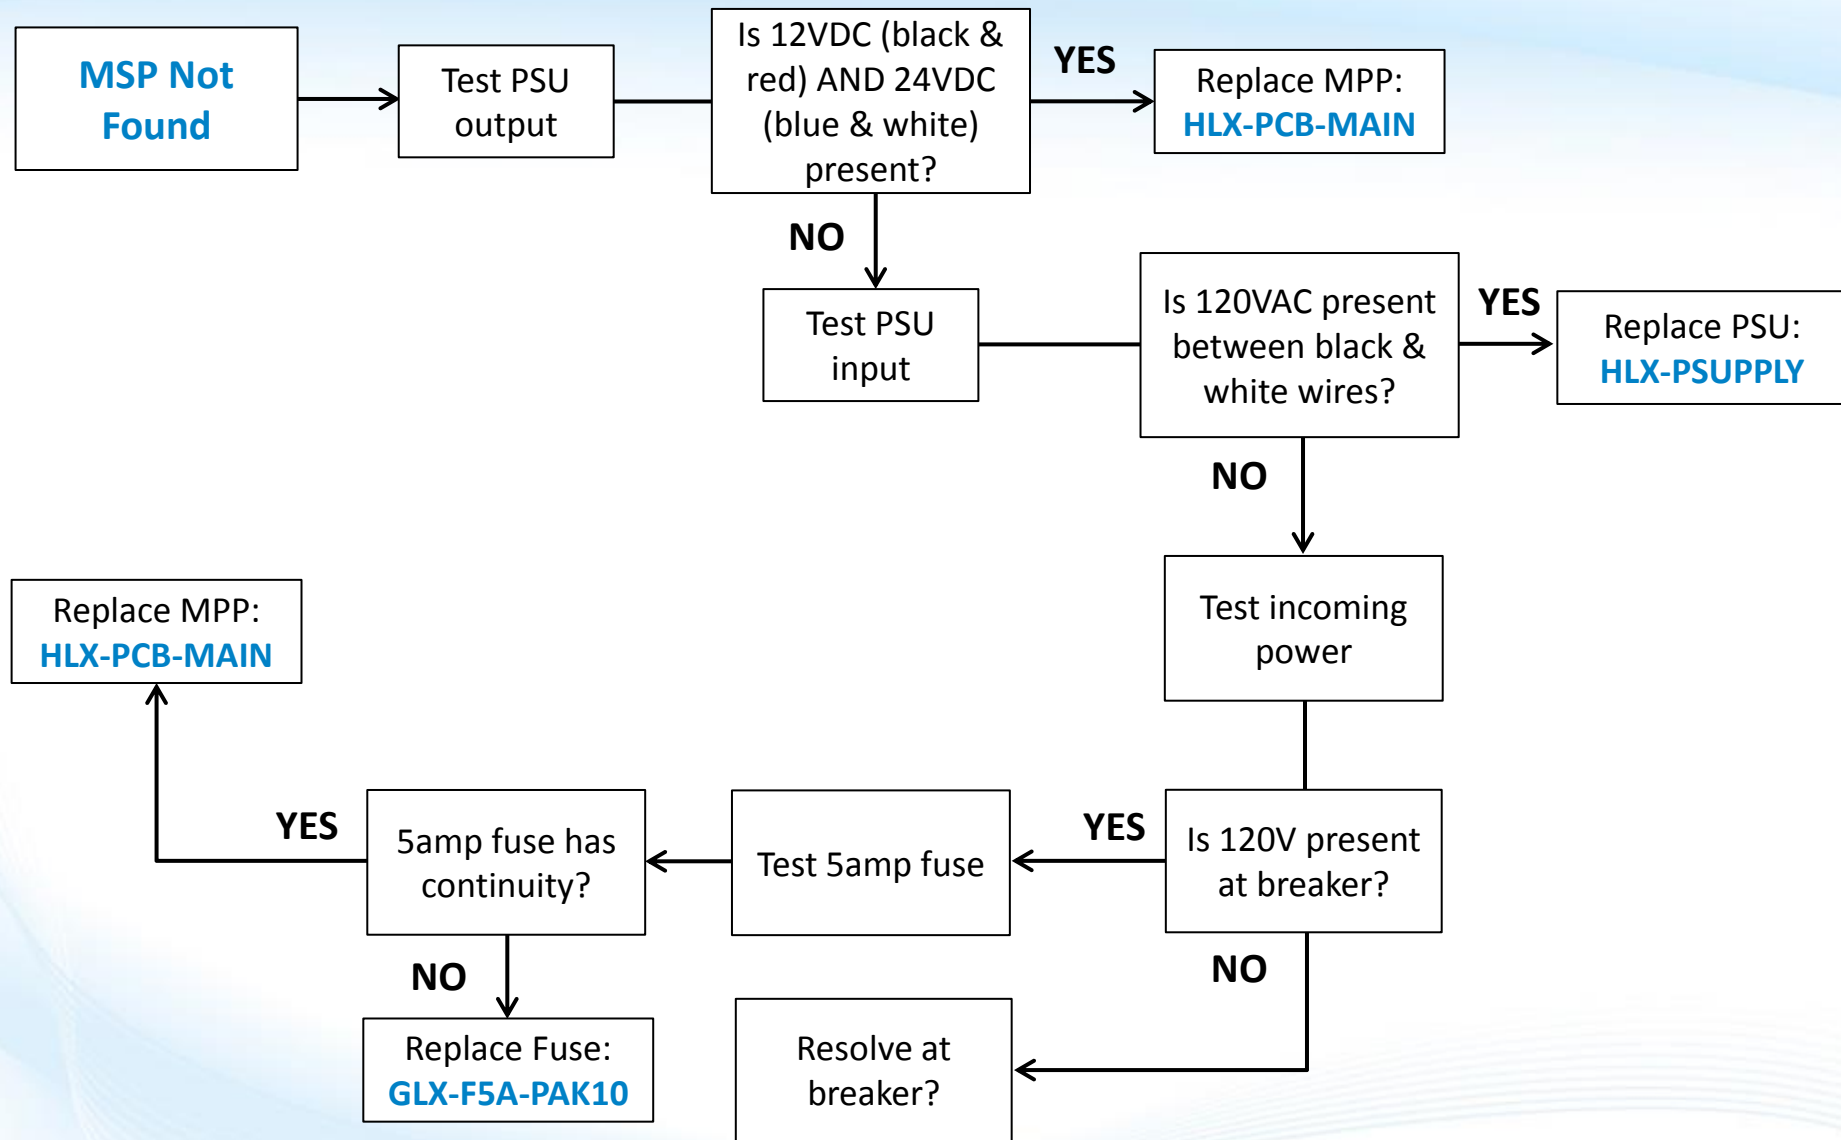 MSP Not
Found
Test PSU
output
Is 12VDC (black &
red) AND 24VDC
(blue & white)
present?
YES
Replace MPP:
HLX-PCB-MAIN
NO
Test PSU
input
Is 120VAC present
between black &
white wires?
YES
Replace PSU:
HLX-PSUPPLY
NO
Test incoming
power
Replace MPP:
HLX-PCB-MAIN
YES
5amp fuse has
continuity?
Test 5amp fuse
YES
Is 120V present
at breaker?
NO
NO
Replace Fuse:
GLX-F5A-PAK10
Resolve at
breaker?